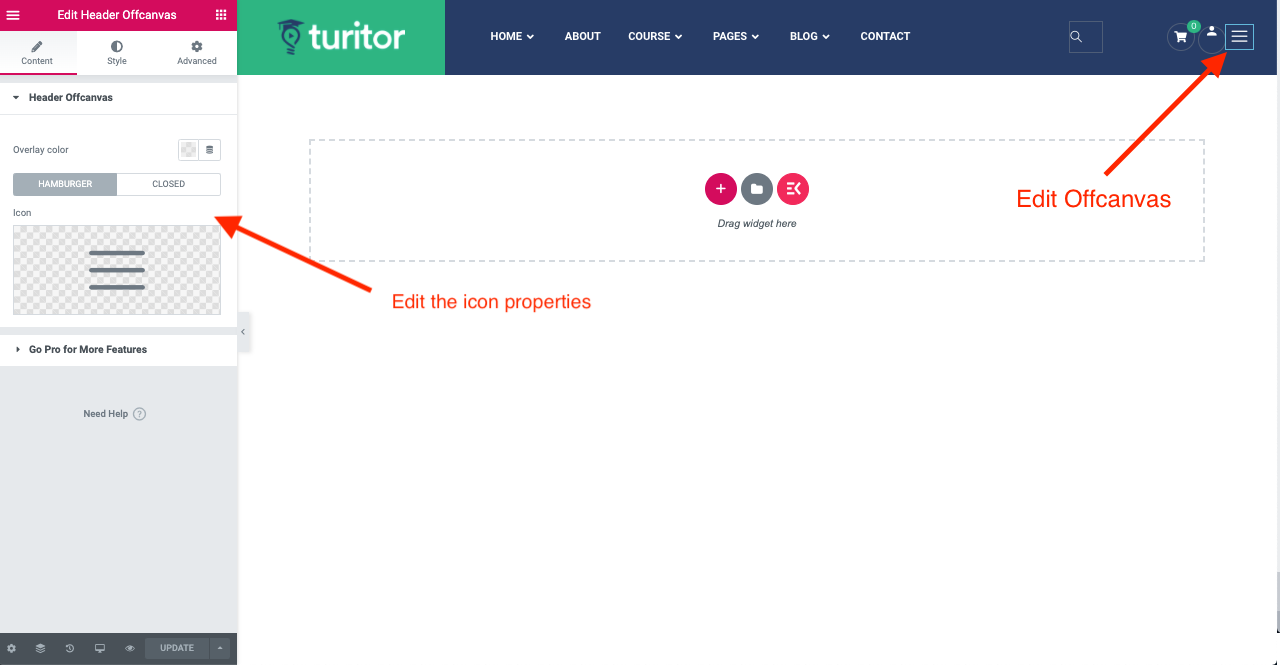 Edit Header Offcanvas
Content Style Advanced
Header Offcanvas
Overlay color
HAMBURGER CLOSED
Icon
Go Pro for More Features
Need Help ?
UPDATE
turitor HOME ABOUT COURSE PAGES BLOG CONTACT 0
Drag widget here
Edit Offcanvas
Edit the icon properties